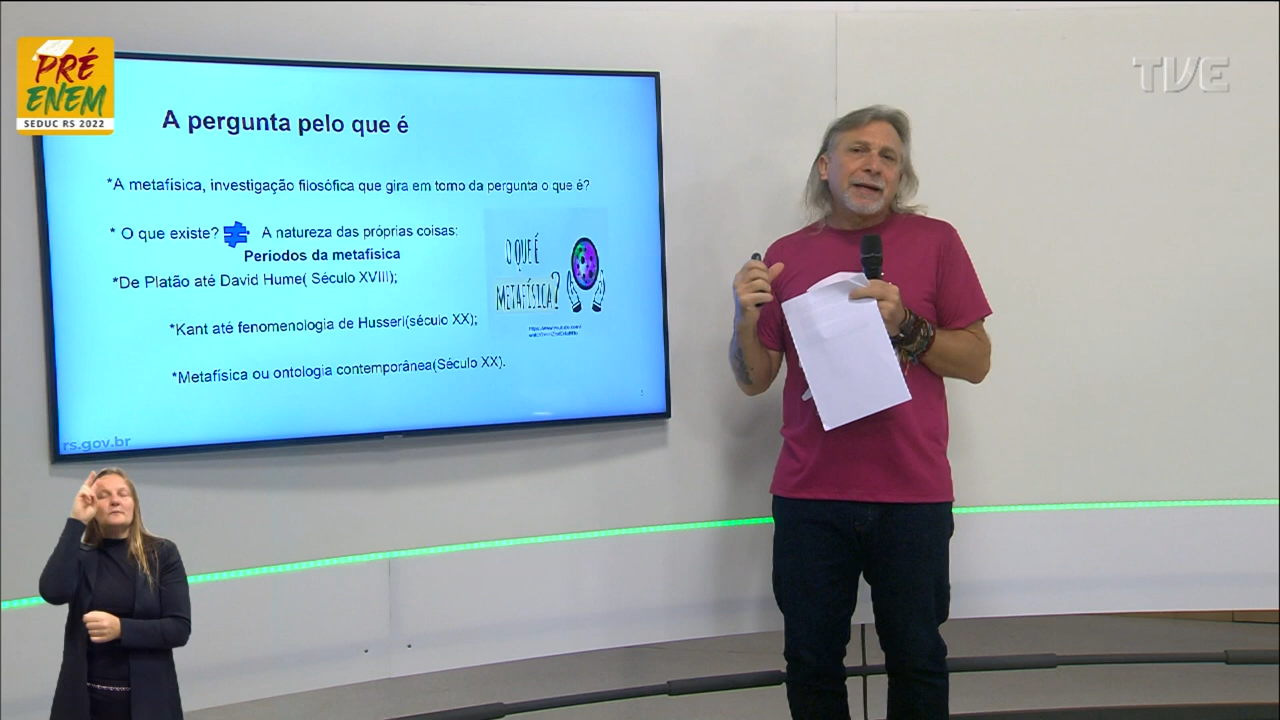 PRÉ
ENEM
SEDUC RS 2022
TVE
A pergunta pelo que é
*A metafísica, investigação filosófica que gira em torno da pergunta o que é?
* O que existe? ≠ A natureza das próprias coisas;
Períodos da metafísica
*De Platão até David Hume( Século XVIII);
O QUE É
METAFÍSICA?
*Kant até fenomenologia de Husserl(século XX);
*Metafísica ou ontologia contemporânea(Século XX).
rs.gov.br